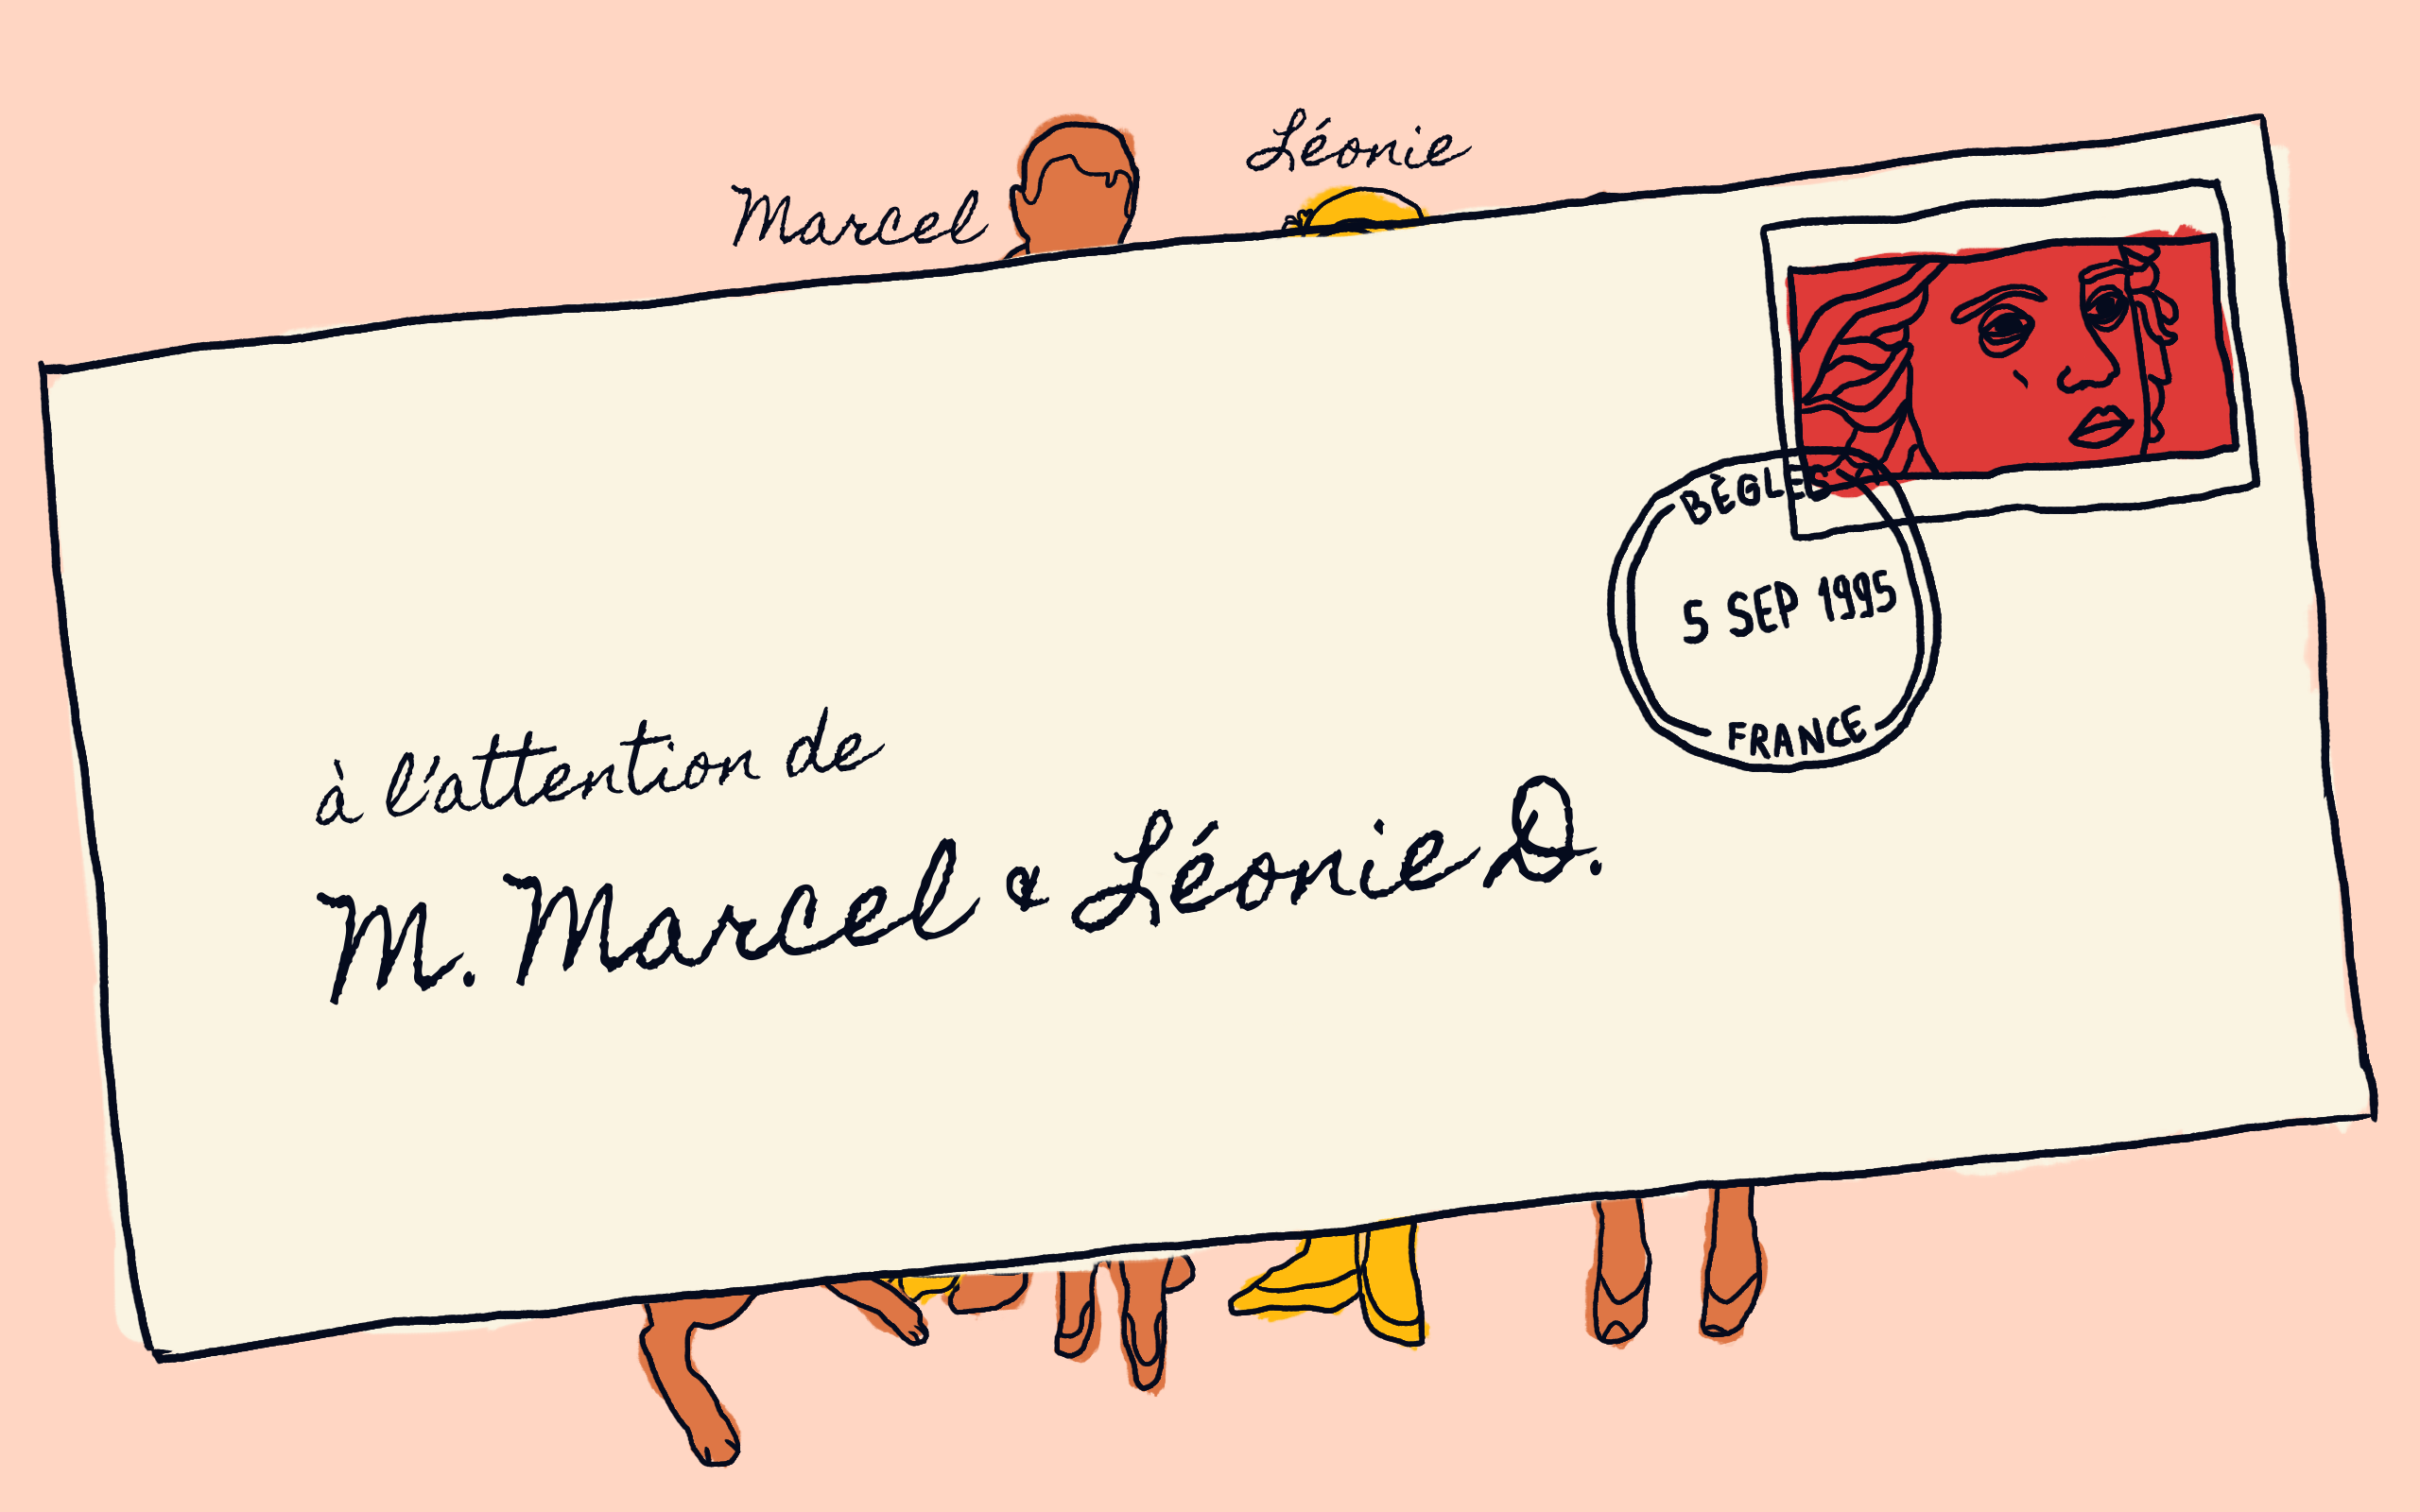 Léonie
Marcel
BÈGLES
5 SEP 1995
FRANCE
à l'attention de
M. Marcel & Léonie D.